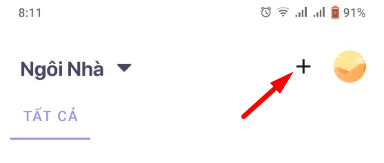 8:11 91%
Ngôi Nhà
TẤT CẢ